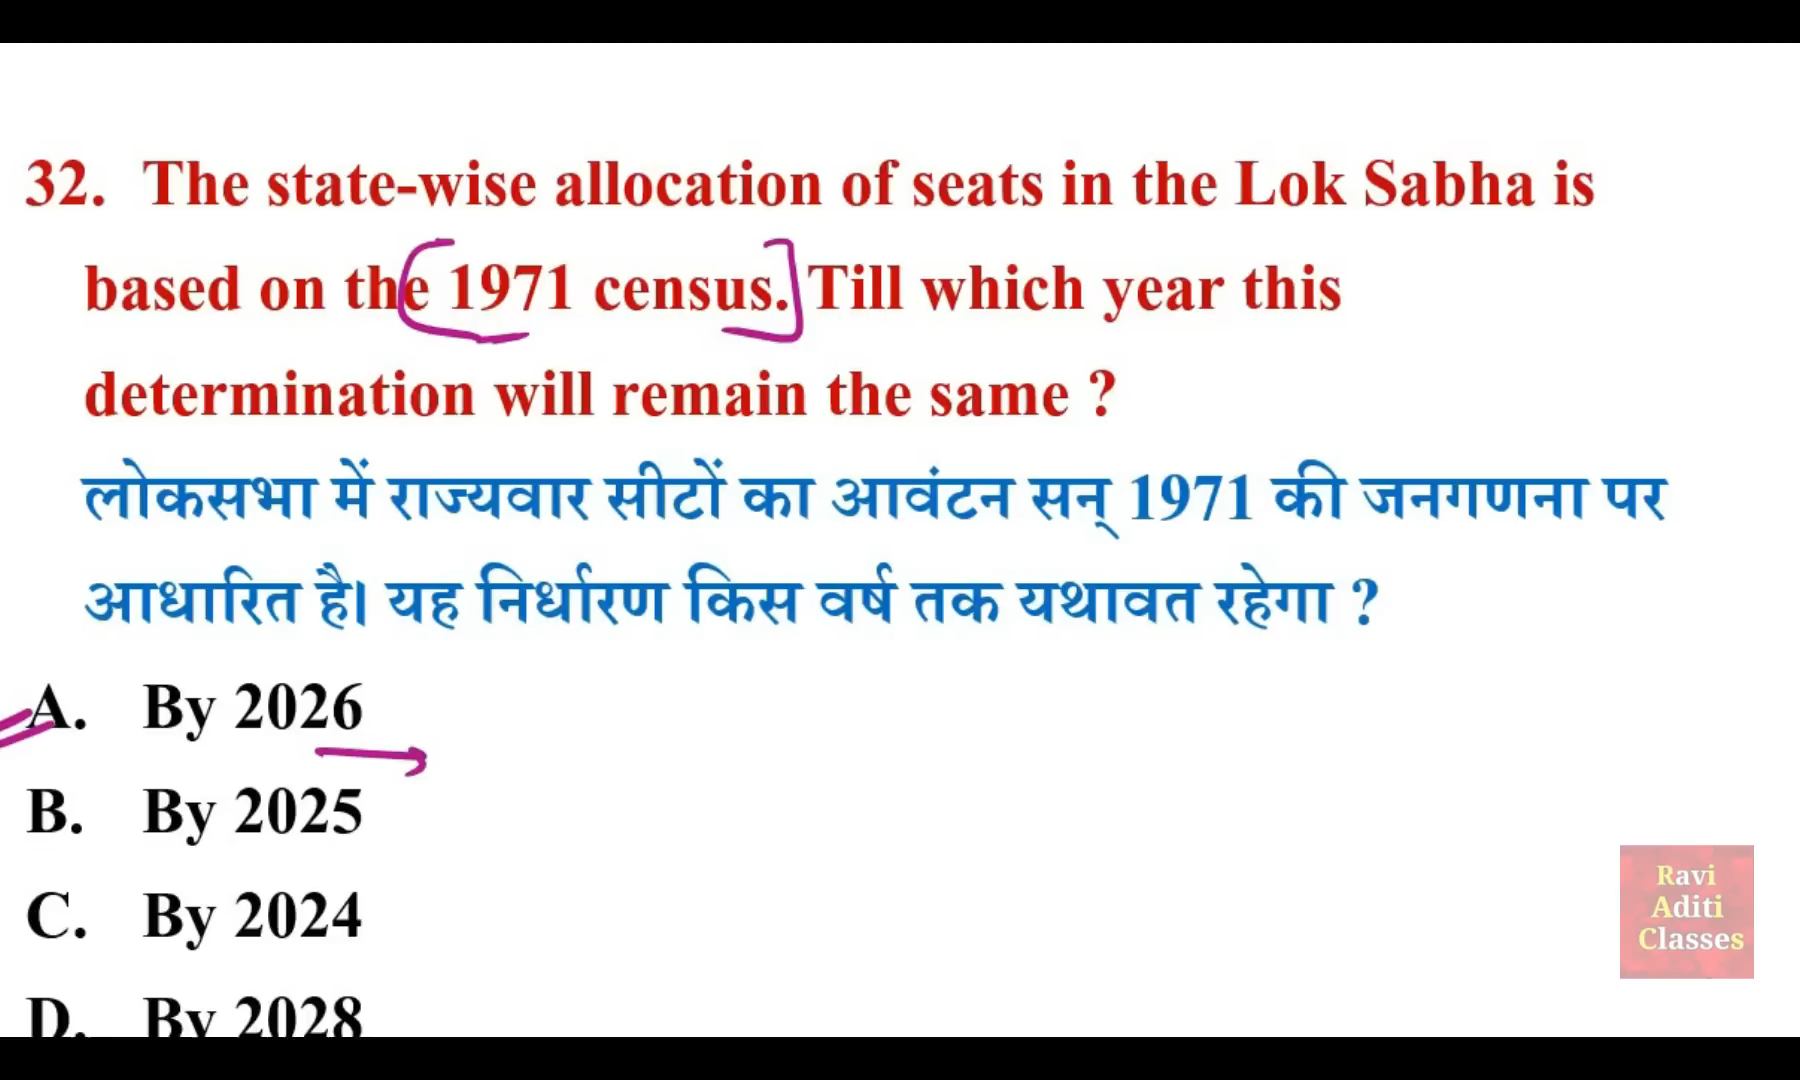 32. The state-wise allocation of seats in the Lok Sabha is
based on the 1971 census. Till which year this
determination will remain the same ?
लोकसभा में राज्यवार सीटों का आवंटन सन् 1971 की जनगणना पर
आधारित है। यह निर्धारण किस वर्ष तक यथावत रहेगा ?
A. By 2026
B. By 2025
C. By 2024
D. By 2028
Ravi
Aditi
Classes